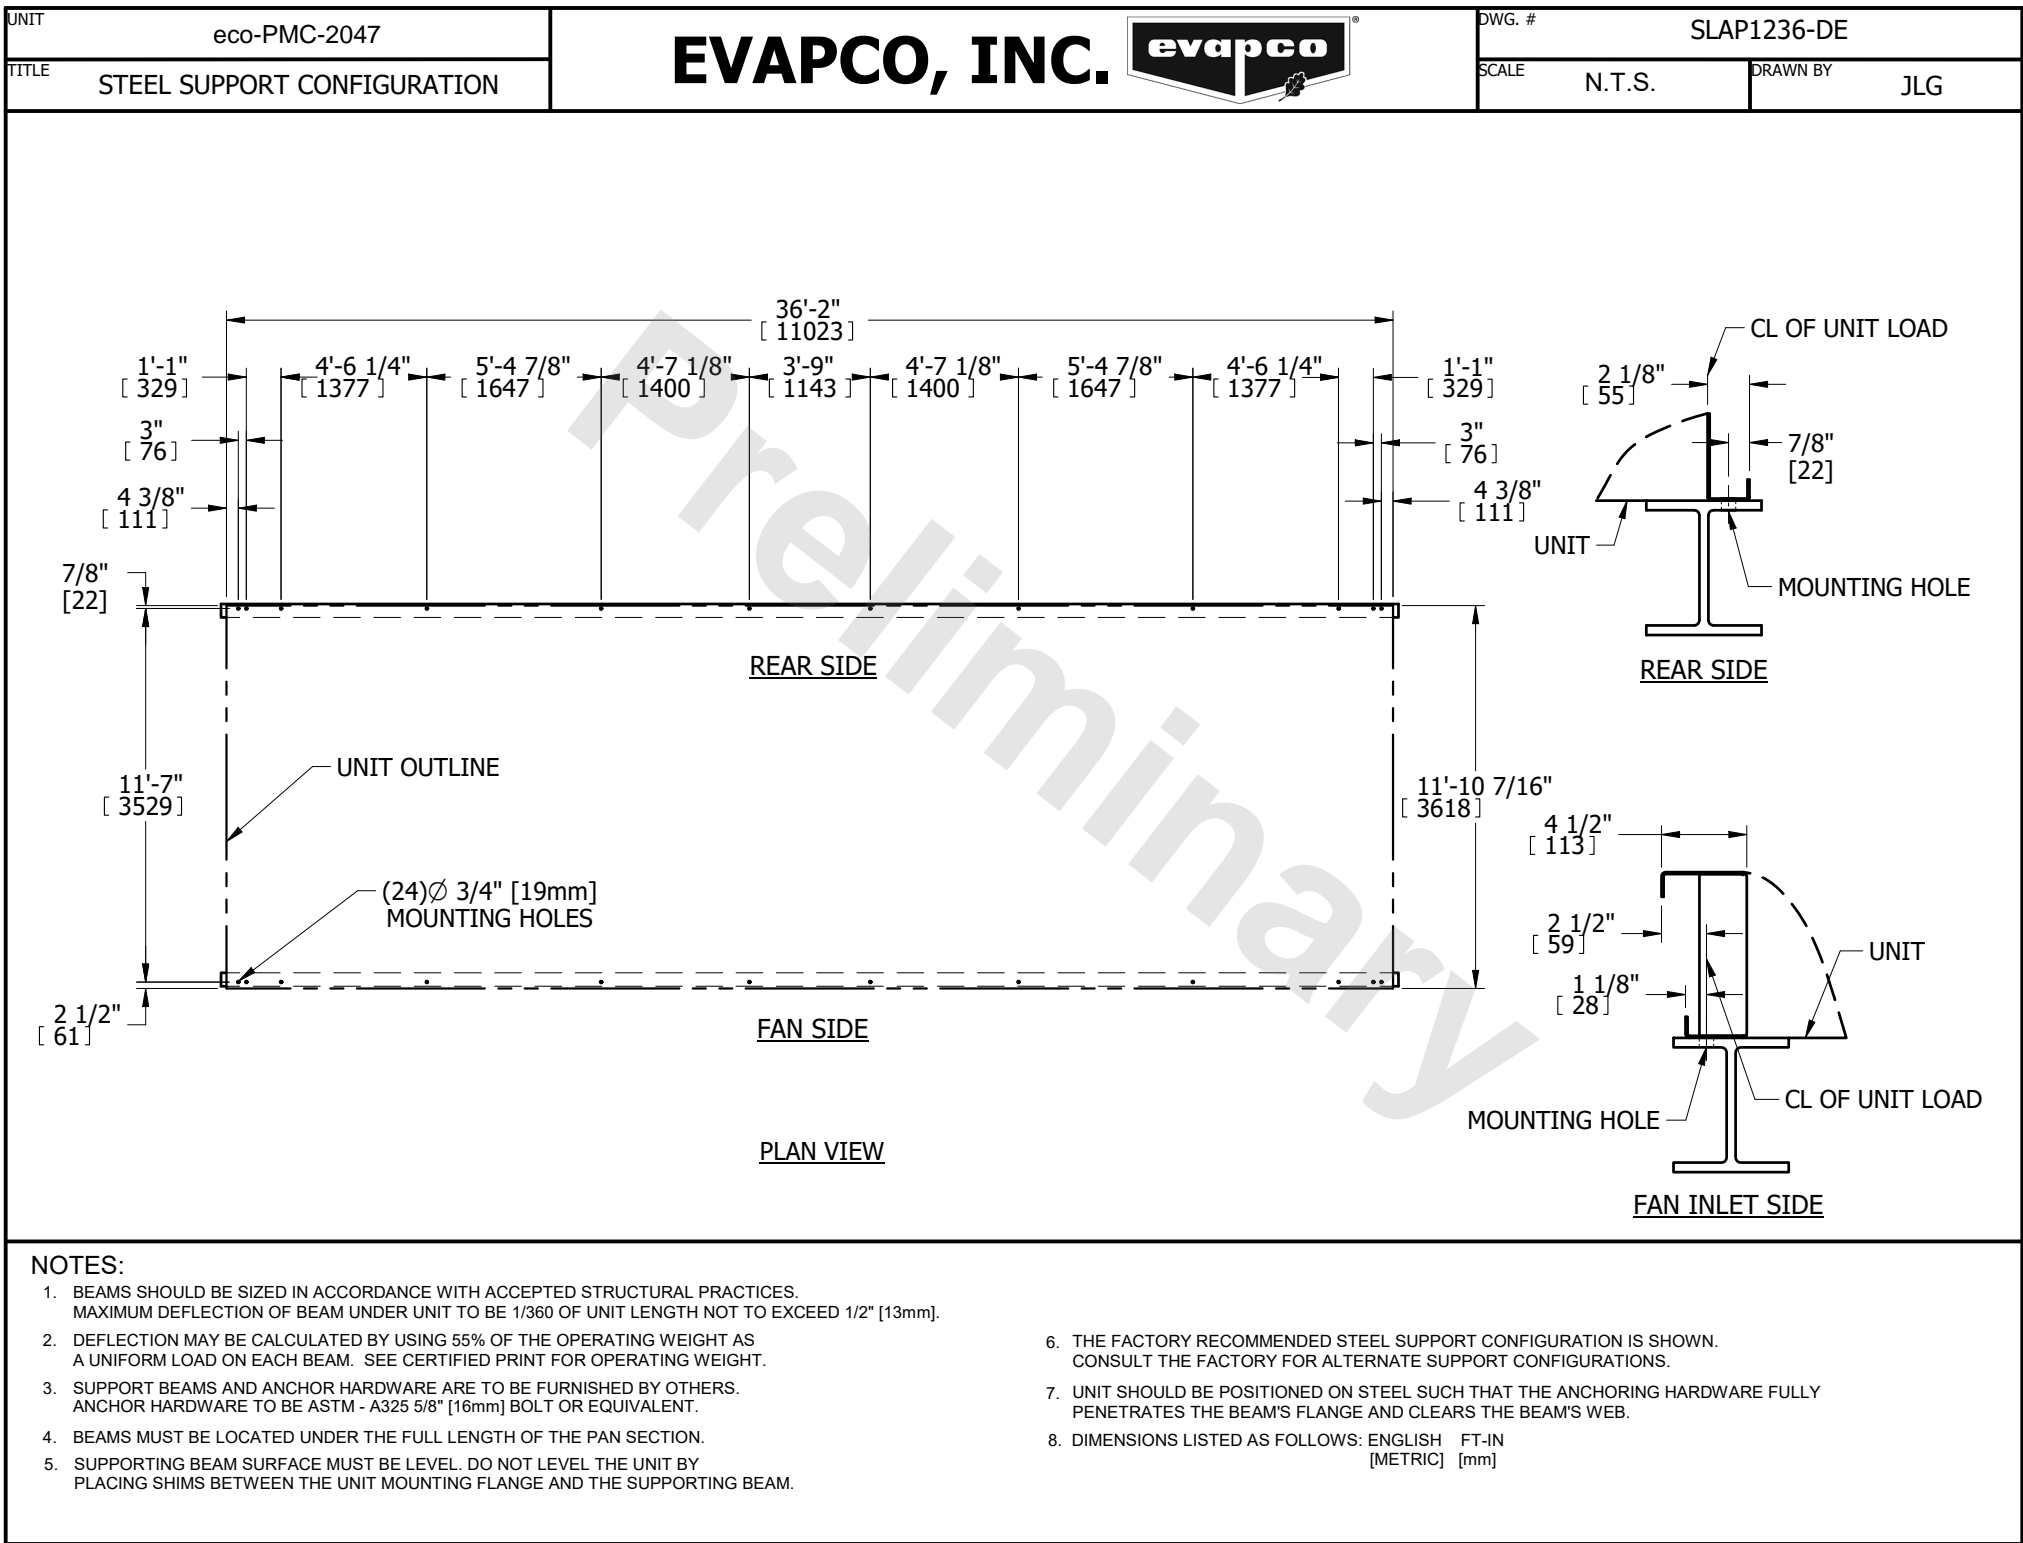 UNIT
eco-PMC-2047
TITLE
STEEL SUPPORT CONFIGURATION
EVAPCO, INC.
evapco
®
DWG. #
SLAP1236-DE
SCALE
N.T.S.
DRAWN BY
JLG
36'-2"
[ 11023 ]
1'-1"
[ 329 ]
4'-6 1/4"
[ 1377 ]
5'-4 7/8"
[ 1647 ]
4'-7 1/8"
[ 1400 ]
3'-9"
[ 1143 ]
4'-7 1/8"
[ 1400 ]
5'-4 7/8"
[ 1647 ]
4'-6 1/4"
[ 1377 ]
1'-1"
[ 329 ]
3"
[ 76 ]
3"
[ 76 ]
4 3/8"
[ 111 ]
4 3/8"
[ 111 ]
7/8"
[22]
REAR SIDE
UNIT OUTLINE
11'-7"
[ 3529 ]
11'-10 7/16"
[ 3618 ]
(24)Ø 3/4" [19mm]
MOUNTING HOLES
2 1/2"
[ 61 ]
FAN SIDE
PLAN VIEW
Preliminary
CL OF UNIT LOAD
2 1/8"
[ 55 ]
7/8"
[22]
UNIT
MOUNTING HOLE
REAR SIDE
4 1/2"
[ 113 ]
2 1/2"
[ 59 ]
UNIT
1 1/8"
[ 28 ]
CL OF UNIT LOAD
MOUNTING HOLE
FAN INLET SIDE
NOTES:
1. BEAMS SHOULD BE SIZED IN ACCORDANCE WITH ACCEPTED STRUCTURAL PRACTICES.
MAXIMUM DEFLECTION OF BEAM UNDER UNIT TO BE 1/360 OF UNIT LENGTH NOT TO EXCEED 1/2" [13mm].
2. DEFLECTION MAY BE CALCULATED BY USING 55% OF THE OPERATING WEIGHT AS
A UNIFORM LOAD ON EACH BEAM. SEE CERTIFIED PRINT FOR OPERATING WEIGHT.
3. SUPPORT BEAMS AND ANCHOR HARDWARE ARE TO BE FURNISHED BY OTHERS.
ANCHOR HARDWARE TO BE ASTM - A325 5/8" [16mm] BOLT OR EQUIVALENT.
4. BEAMS MUST BE LOCATED UNDER THE FULL LENGTH OF THE PAN SECTION.
5. SUPPORTING BEAM SURFACE MUST BE LEVEL. DO NOT LEVEL THE UNIT BY
PLACING SHIMS BETWEEN THE UNIT MOUNTING FLANGE AND THE SUPPORTING BEAM.
6. THE FACTORY RECOMMENDED STEEL SUPPORT CONFIGURATION IS SHOWN.
CONSULT THE FACTORY FOR ALTERNATE SUPPORT CONFIGURATIONS.
7. UNIT SHOULD BE POSITIONED ON STEEL SUCH THAT THE ANCHORING HARDWARE FULLY
PENETRATES THE BEAM'S FLANGE AND CLEARS THE BEAM'S WEB.
8. DIMENSIONS LISTED AS FOLLOWS: ENGLISH FT-IN
[METRIC] [mm]